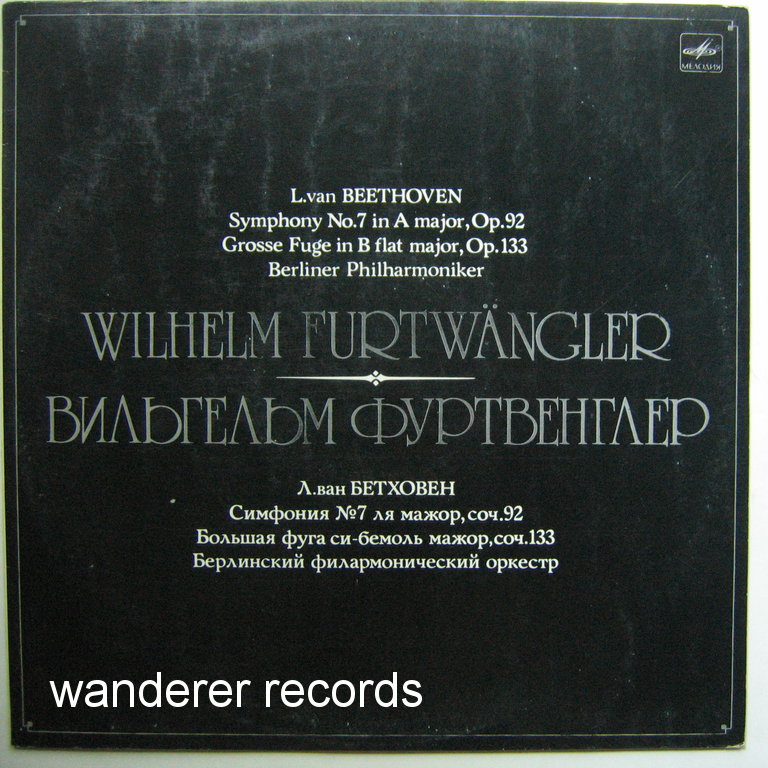 МЕЛОДИЯ
L.van BEETHOVEN
Symphony No.7 in A major,Op.92
Grosse Fuge in B flat major,Op.133
Berliner Philharmoniker
WILHELM FURTWÄNGLER
ВИЛЬГЕЛЬМ ФУРТВЕНГЛЕР
Л.ван БЕТХОВЕН
Симфония №7 ля мажор,соч.92
Большая фуга си-бемоль мажор,соч.133
Берлинский филармонический оркестр
wanderer records